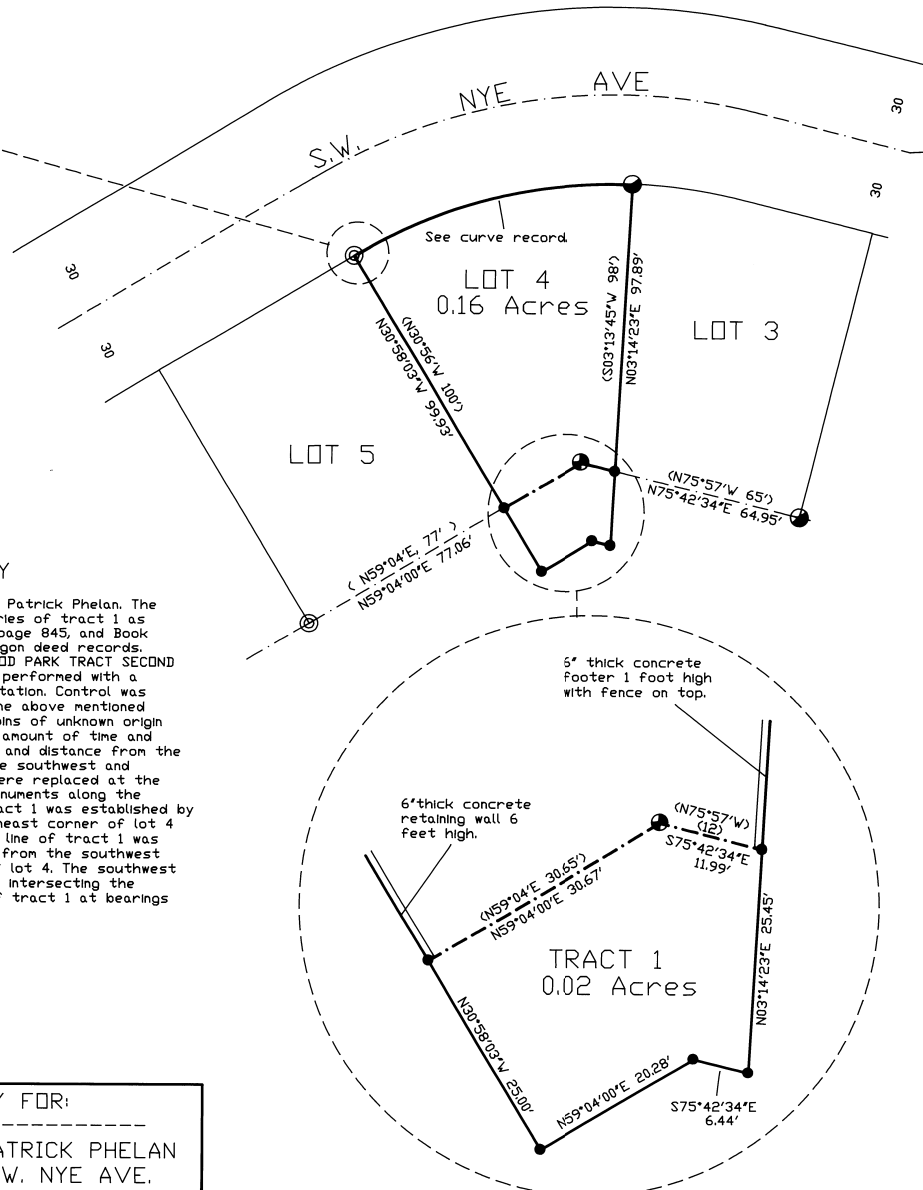 NYE AVE
S.W.
30
30
30
30
See curve record.
LOT 4
0.16 Acres
(S03°13'45"W 98')
N03°14'23"E 97.89'
LOT 3
(N30°56'W 100')
N30°58'03"W 99.93'
LOT 5
(N75°57'W 65')
N75°42'34"E 64.95'
( N59°04'E, 77' )
N59°04'00"E 77.06'
Y
Patrick Phelan. The
ries of tract 1 as
page 845, and Book
gon deed records.
OD PARK TRACT SECOND
performed with a
tation. Control was
he above mentioned
pins of unknown origin
amount of time and
and distance from the
e southwest and
ere replaced at the
numents along the
act 1 was established by
heast corner of lot 4
line of tract 1 was
from the southwest
lot 4. The southwest
intersecting the
f tract 1 at bearings
6" thick concrete
footer 1 foot high
with fence on top.
6"thick concrete
retaining wall 6
feet high.
(N75°57'W)
(12)
S75°42'34"E
11.99'
(N59°04'E 30.65')
N59°04'00"E 30.67'
TRACT 1
0.02 Acres
N03°14'23"E 25.45'
N30°58'03"W 25.00'
N59°04'00"E 20.28'
S75°42'34"E
6.44'
Y FOR:
ATRICK PHELAN
W. NYE AVE.